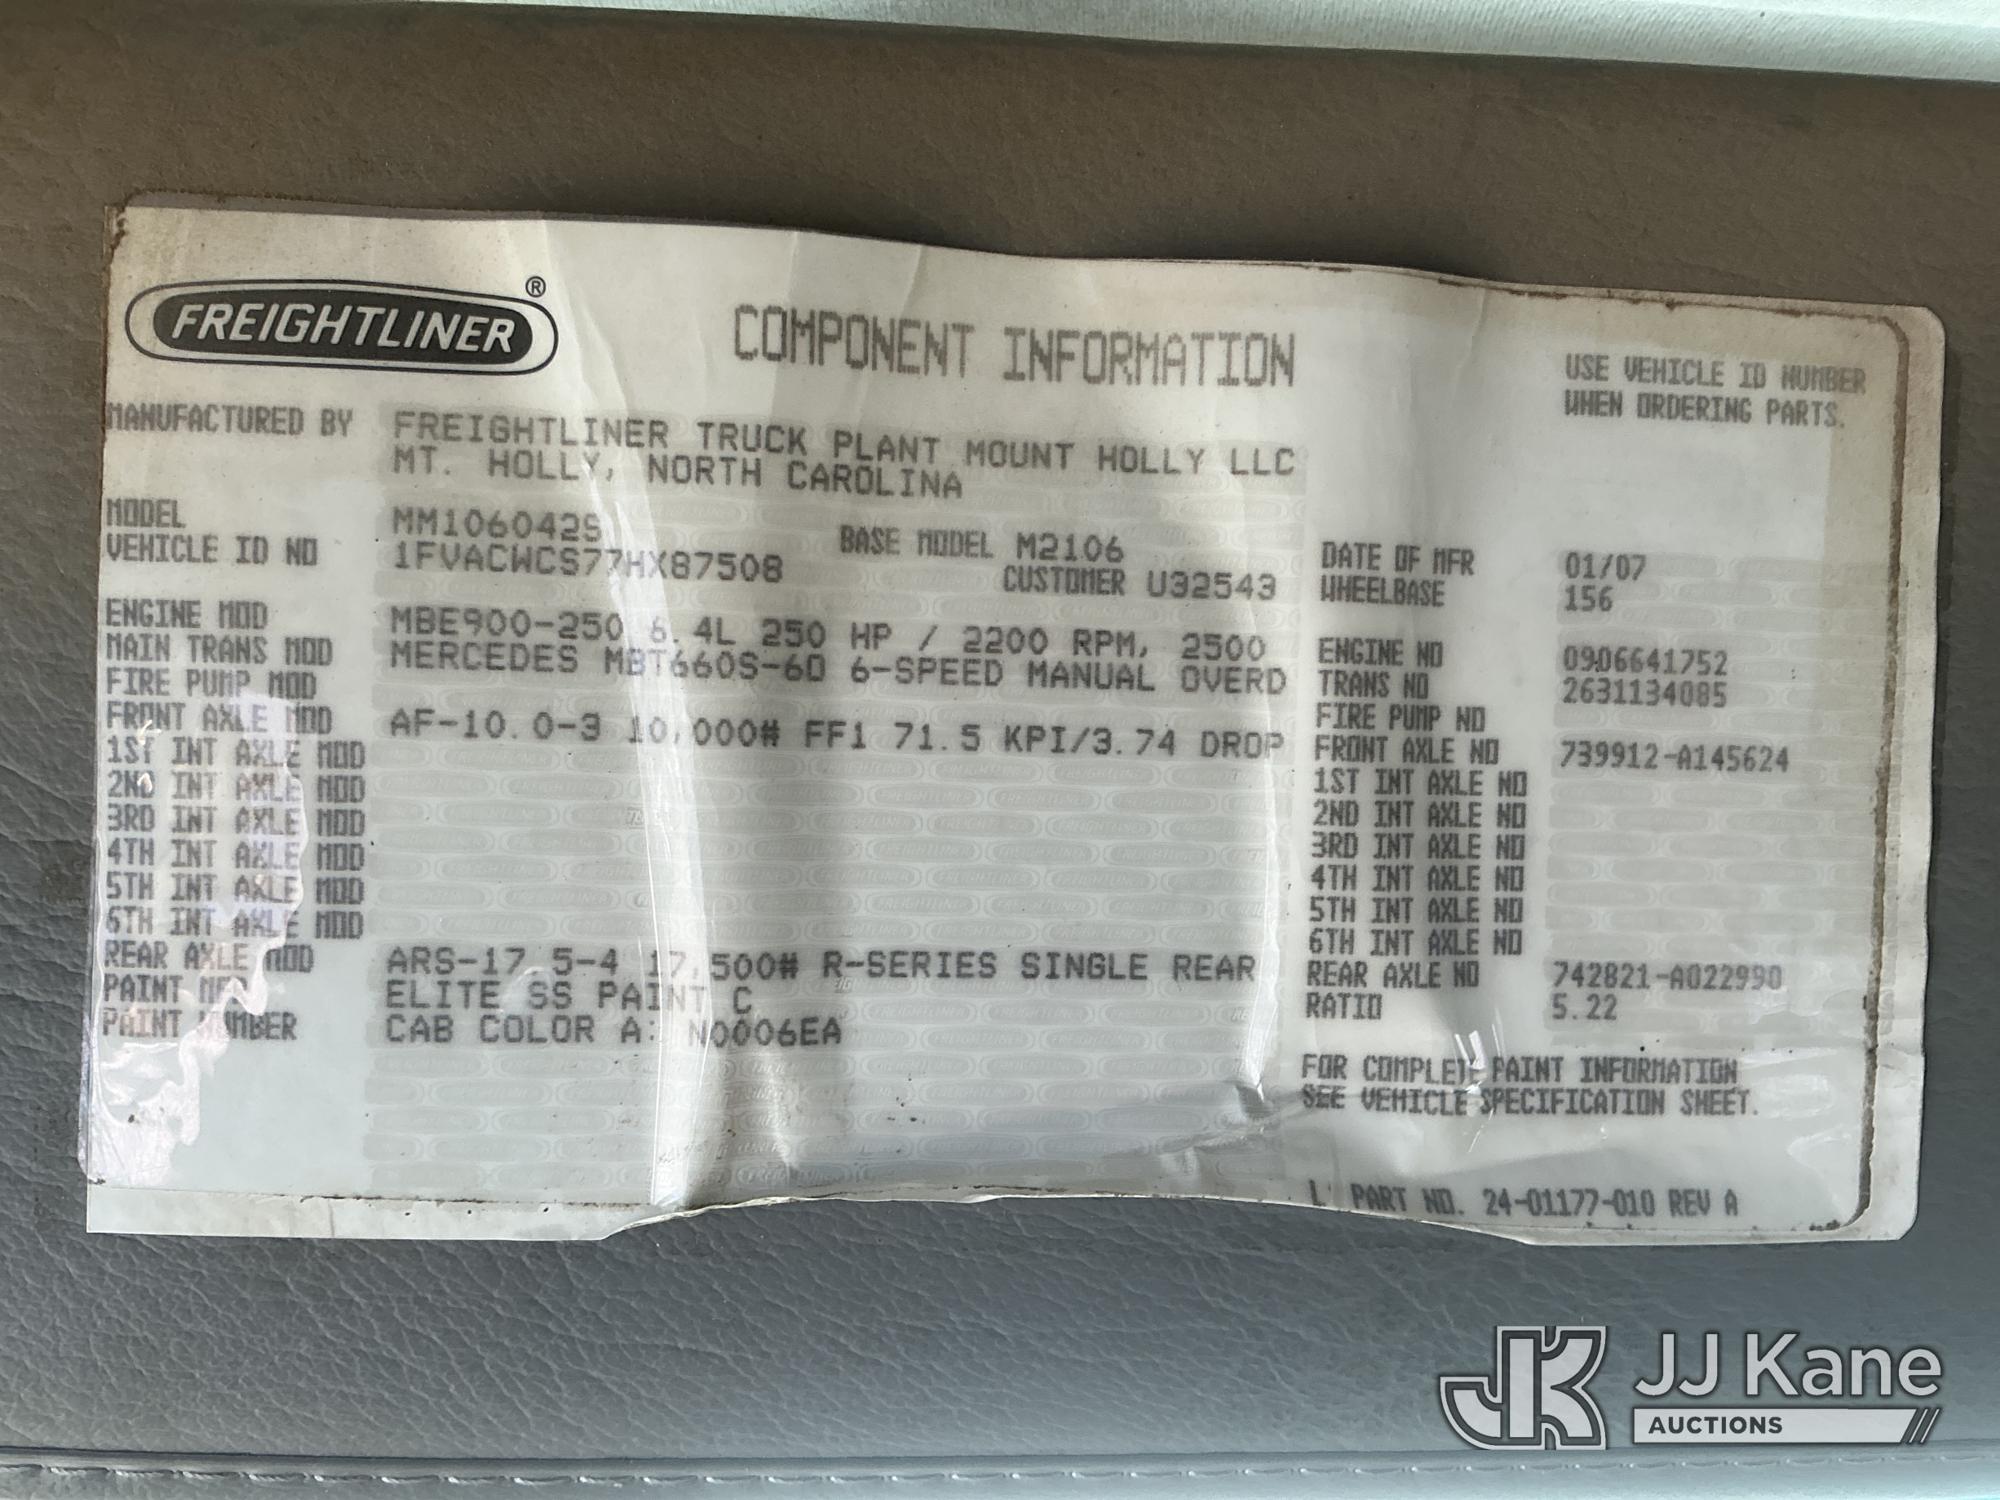 FREIGHTLINER®
COMPONENT INFORMATION
USE VEHICLE ID NUMBER
WHEN ORDERING PARTS.
MANUFACTURED BY FREIGHTLINER TRUCK PLANT MOUNT HOLLY LLC
MT. HOLLY, NORTH CAROLINA
MODEL MM106042S BASE MODEL M2106 DATE OF MFR 01/07
VEHICLE ID NO 1FVACWCS77HX87508 CUSTOMER U32543 WHEELBASE 156
ENGINE MOD MBE900-250 6.4L 250 HP / 2200 RPM, 2500 ENGINE NO 0906641752
MAIN TRANS MOD MERCEDES MBT660S-6O 6-SPEED MANUAL OVERD TRANS NO 2631134085
FIRE PUMP MOD FIRE PUMP NO
FRONT AXLE MOD AF-10.0-3 10,000# FF1 71.5 KPI/3.74 DROP FRONT AXLE NO 739912-A145624
1ST INT AXLE MOD 1ST INT AXLE NO
2ND INT AXLE MOD 2ND INT AXLE NO
3RD INT AXLE MOD 3RD INT AXLE NO
4TH INT AXLE MOD 4TH INT AXLE NO
5TH INT AXLE MOD 5TH INT AXLE NO
6TH INT AXLE MOD 6TH INT AXLE NO
REAR AXLE MOD ARS-17.5-4 17,500# R-SERIES SINGLE REAR REAR AXLE NO 742821-A022990
PAINT MFR ELITE SS PAINT C RATIO 5.22
PAINT NUMBER CAB COLOR A: N0006EA
FOR COMPLETE PAINT INFORMATION
SEE VEHICLE SPECIFICATION SHEET.
PART NO. 24-01177-010 REV A
JK JJ Kane
AUCTIONS